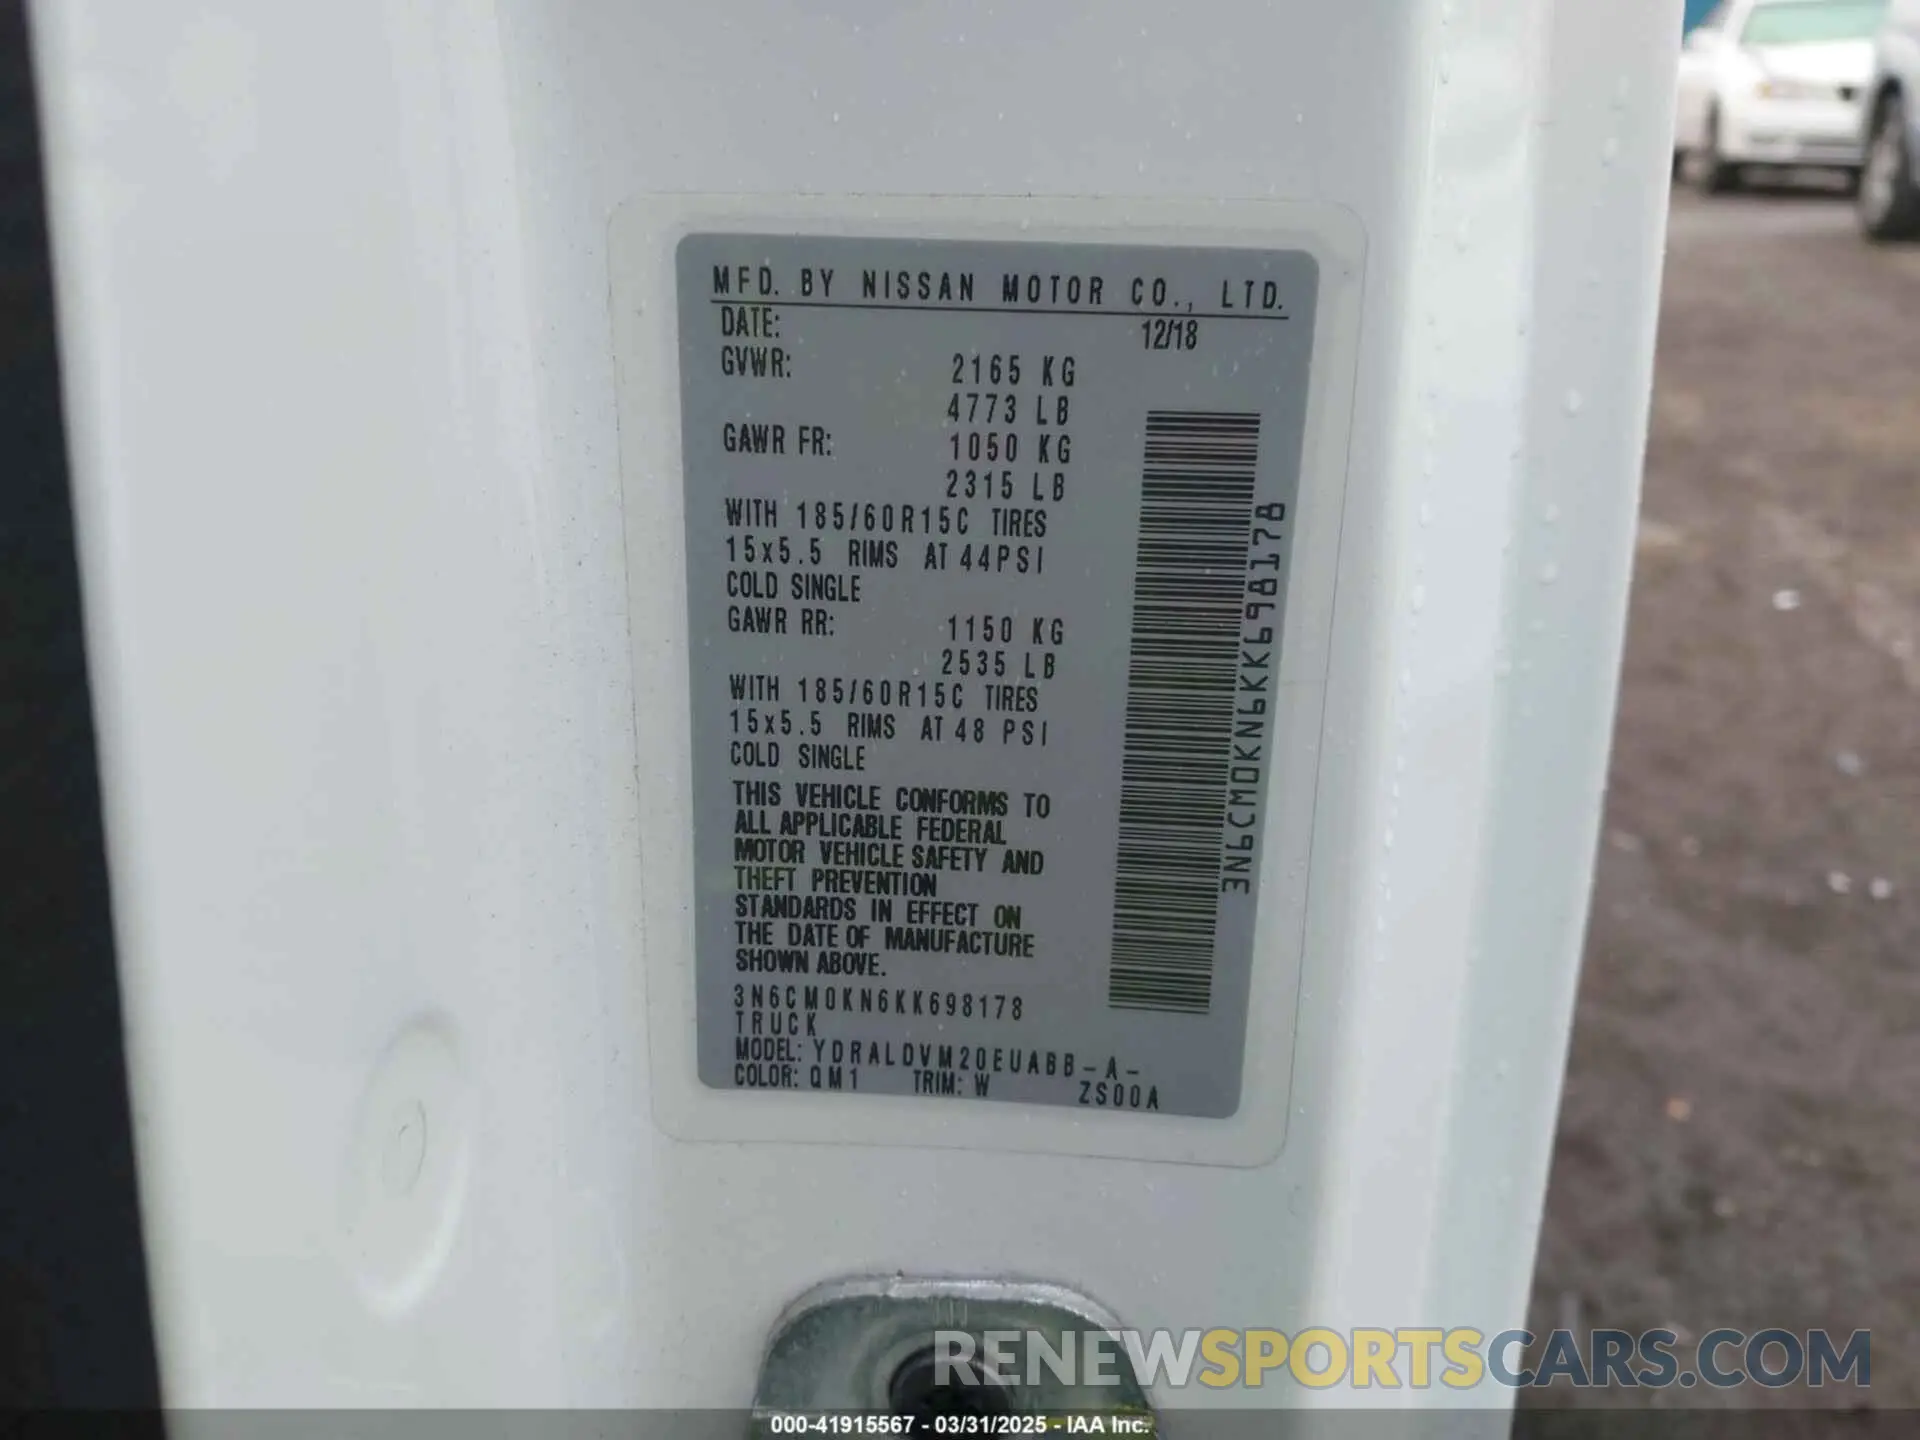 MFD. BY NISSAN MOTOR CO., LTD.
DATE: 12/18
GVWR: 2165 KG
4773 LB
GAWR FR: 1050 KG
2315 LB
WITH 185/60R15C TIRES
15x5.5 RIMS AT 44PSI
COLD SINGLE
GAWR RR: 1150 KG
2535 LB
WITH 185/60R15C TIRES
15x5.5 RIMS AT 48 PSI
COLD SINGLE
THIS VEHICLE CONFORMS TO
ALL APPLICABLE FEDERAL
MOTOR VEHICLE SAFETY AND
THEFT PREVENTION
STANDARDS IN EFFECT ON
THE DATE OF MANUFACTURE
SHOWN ABOVE.
3N6CM0KN6KK698178
TRUCK
MODEL: YDRALDVM20EUABB-A-
COLOR: QM1 TRIM: W ZS00A
3N6CM0KN6KK698178
RENEWSPORTSCARS.COM
000-41915567 - 03/31/2025 - IAA Inc.